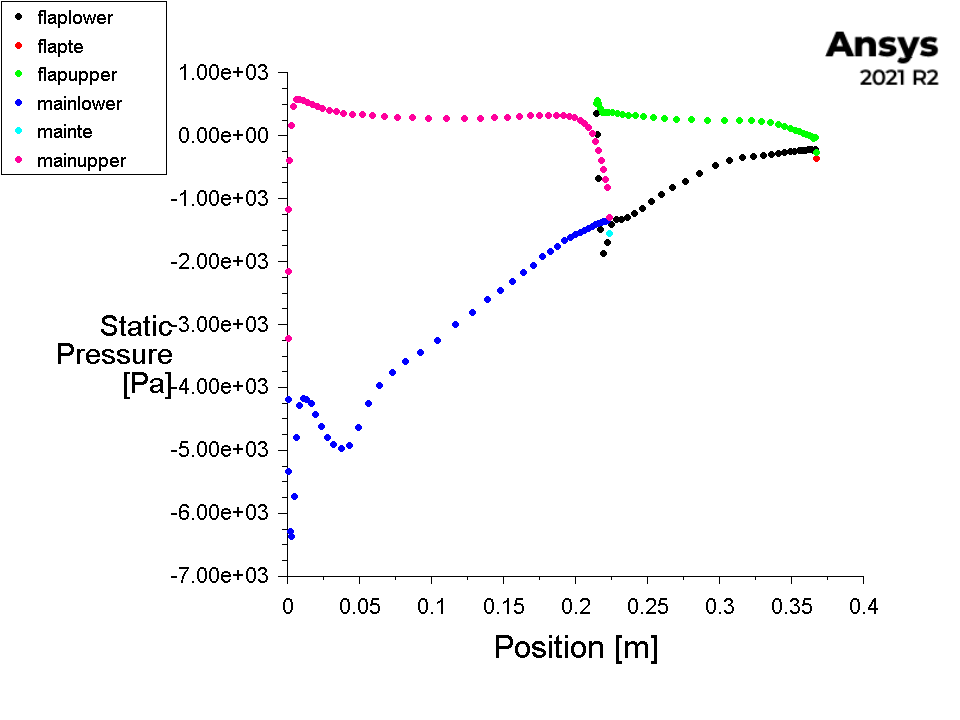 flaplower
flapte
flapupper
mainlower
mainte
mainupper
Ansys
2021 R2
1.00e+03
0.00e+00
-1.00e+03
-2.00e+03
-3.00e+03
-4.00e+03
-5.00e+03
-6.00e+03
-7.00e+03
Static
Pressure
[Pa]
0 0.05 0.1 0.15 0.2 0.25 0.3 0.35 0.4
Position [m]